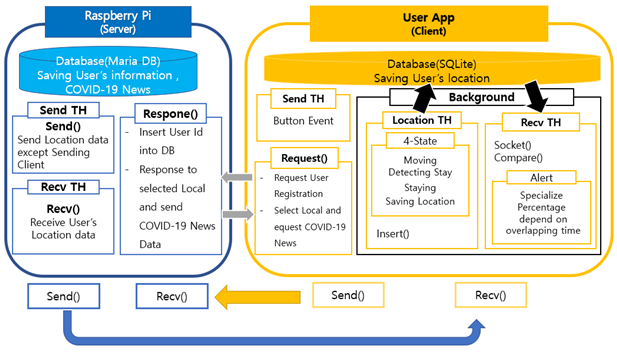 Raspberry Pi
(Server)
Database(Maria DB)
Saving User's information ,
COVID-19 News
Send TH
Send()
Send Location data
except Sending
Client
Recv TH
Recv()
Receive User's
Location data
Respone()
- Insert User Id
into DB
- Response to
selected Local
and send
COVID-19 News
Data
User App
(Client)
Database(SQLite)
Saving User's location
Send TH
Button Event
Request()
- Request User
Registration
- Select Local and
equest COVID-19
News
Background
Location TH
4-State
Moving
Detecting Stay
Staying
Saving Location
Insert()
Recv TH
Socket()
Compare()
Alert
Specialize
Percentage
depend on
overlapping time
Send()
Recv()
Send()
Recv()